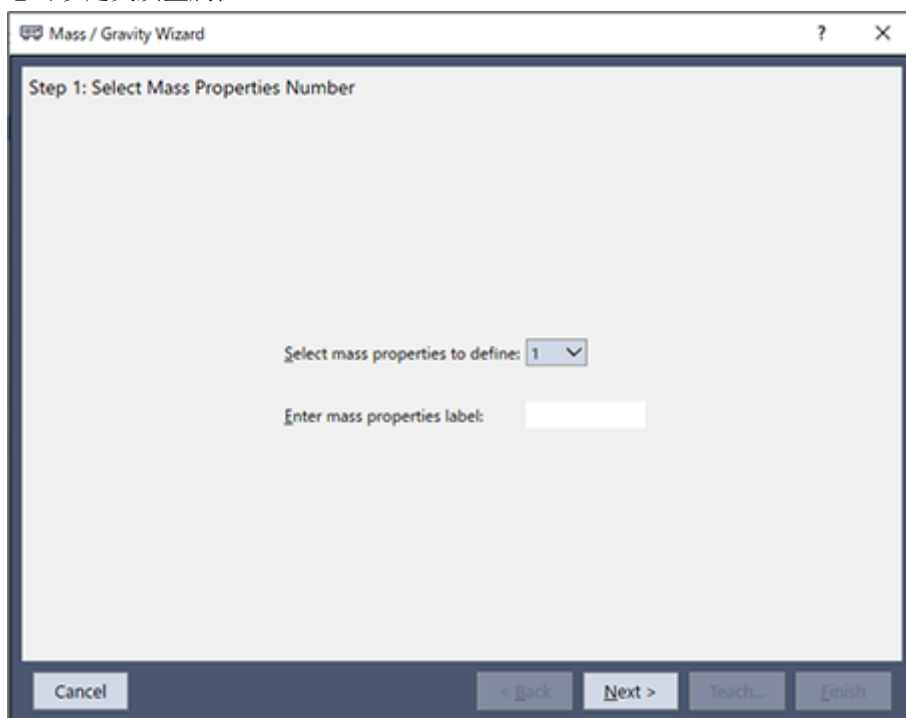 Mass / Gravity Wizard
?
Step 1: Select Mass Properties Number
Select mass properties to define: 1
Enter mass properties label:
Cancel
< Back
Next >
Teach...
Finish